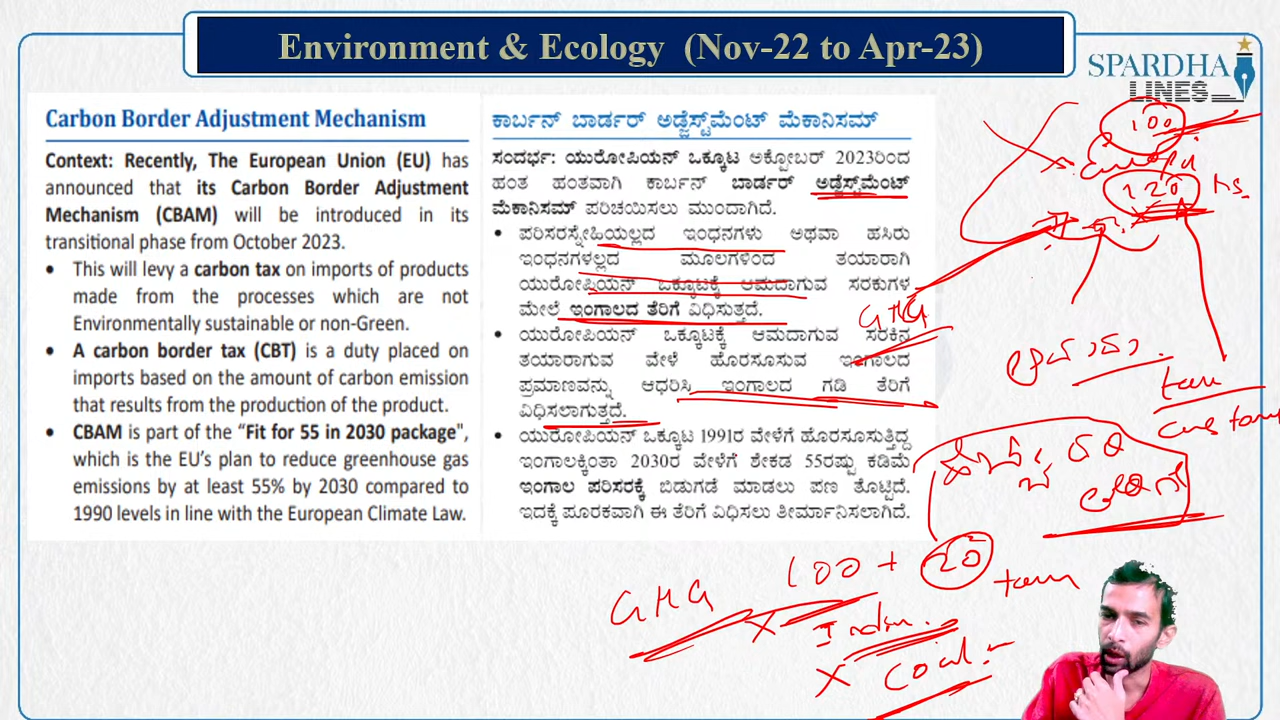 Environment & Ecology (Nov-22 to Apr-23)
SPARDHA
LINES
Carbon Border Adjustment Mechanism
Context: Recently, The European Union (EU) has
announced that its Carbon Border Adjustment
Mechanism (CBAM) will be introduced in its
transitional phase from October 2023.
• This will levy a carbon tax on imports of products
made from the processes which are not
Environmentally sustainable or non-Green.
• A carbon border tax (CBT) is a duty placed on
imports based on the amount of carbon emission
that results from the production of the product.
• CBAM is part of the "Fit for 55 in 2030 package",
which is the EU's plan to reduce greenhouse gas
emissions by at least 55% by 2030 compared to
1990 levels in line with the European Climate Law.
ಕಾರ್ಬನ್ ಬಾರ್ಡರ್ ಅಡ್ಜೆಸ್ಟ್‌ಮೆಂಟ್ ಮೆಕಾನಿಸಮ್
ಸಂದರ್ಭ: ಯುರೋಪಿಯನ್ ಒಕ್ಕೂಟ ಅಕ್ಟೋಬರ್ 2023ರಿಂದ
ಹಂತ ಹಂತವಾಗಿ ಕಾರ್ಬನ್ ಬಾರ್ಡರ್ ಅಡ್ಜೆಸ್ಟ್‌ಮೆಂಟ್
ಮೆಕಾನಿಸಮ್ ಪರಿಚಯಿಸಲು ಮುಂದಾಗಿದೆ.
• ಪರಿಸರಸ್ನೇಹಿಯಲ್ಲದ ಇಂಧನಗಳು ಅಥವಾ ಹಸಿರು
ಇಂಧನಗಳಲ್ಲದ ಮೂಲಗಳಿಂದ ತಯಾರಾಗಿ
ಯುರೋಪಿಯನ್ ಒಕ್ಕೂಟಕ್ಕೆ ಆಮದಾಗುವ ಸರಕುಗಳ
ಮೇಲೆ ಇಂಗಾಲದ ತೆರಿಗೆ ವಿಧಿಸುತ್ತದೆ.
• ಯುರೋಪಿಯನ್ ಒಕ್ಕೂಟಕ್ಕೆ ಆಮದಾಗುವ ಸರಕಿನ
ತಯಾರಾಗುವ ವೇಳೆ ಹೊರಸೂಸುವ ಇಂಗಾಲದ
ಪ್ರಮಾಣವನ್ನು ಆಧರಿಸಿ ಇಂಗಾಲದ ಗಡಿ ತೆರಿಗೆ
ವಿಧಿಸಲಾಗುತ್ತದೆ.
• ಯುರೋಪಿಯನ್ ಒಕ್ಕೂಟ 1991ರ ವೇಳೆಗೆ ಹೊರಸೂಸುತ್ತಿದ್ದ
ಇಂಗಾಲಕ್ಕಿಂತಾ 2030ರ ವೇಳೆಗೆ ಶೇಕಡ 55ರಷ್ಟು ಕಡಿಮೆ
ಇಂಗಾಲ ಪರಿಸರಕ್ಕೆ ಬಿಡುಗಡೆ ಮಾಡಲು ಪಣ ತೊಟ್ಟಿದೆ.
ಇದಕ್ಕೆ ಪೂರಕವಾಗಿ ಈ ತೆರಿಗೆ ವಿಧಿಸಲು ತೀರ್ಮಾನಿಸಲಾಗಿದೆ.
100
120 Rs.
GHG
GHG
100 + 20